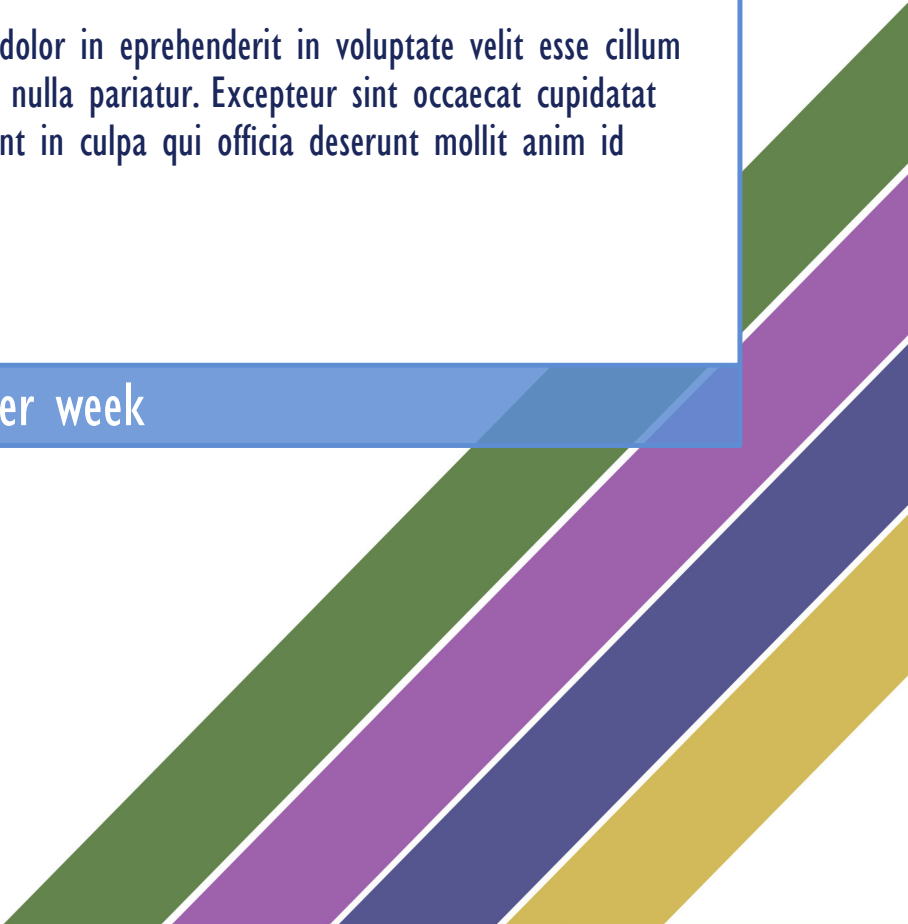 dolor in eprehenderit in voluptate velit esse cillum
nulla pariatur. Excepteur sint occaecat cupidatat
nt in culpa qui officia deserunt mollit anim id
er week